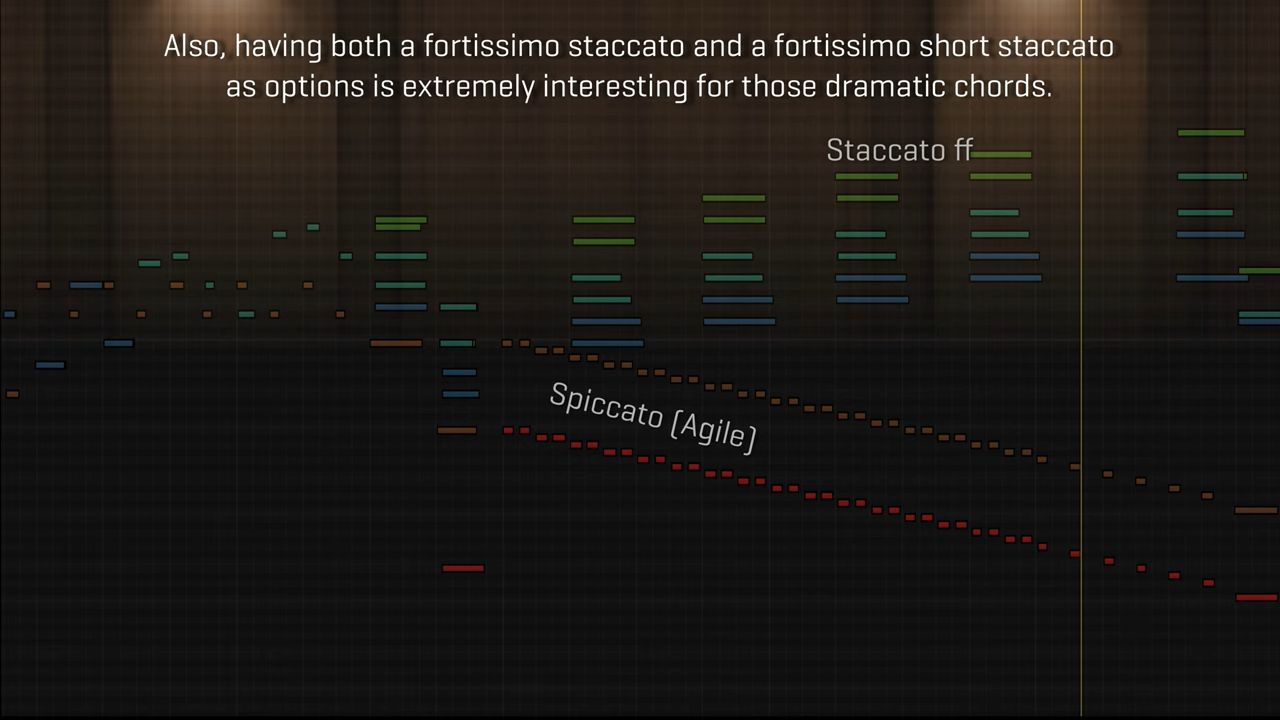 Also, having both a fortissimo staccato and a fortissimo short staccato
as options is extremely interesting for those dramatic chords.
Staccato ff
Spiccato (Agile)